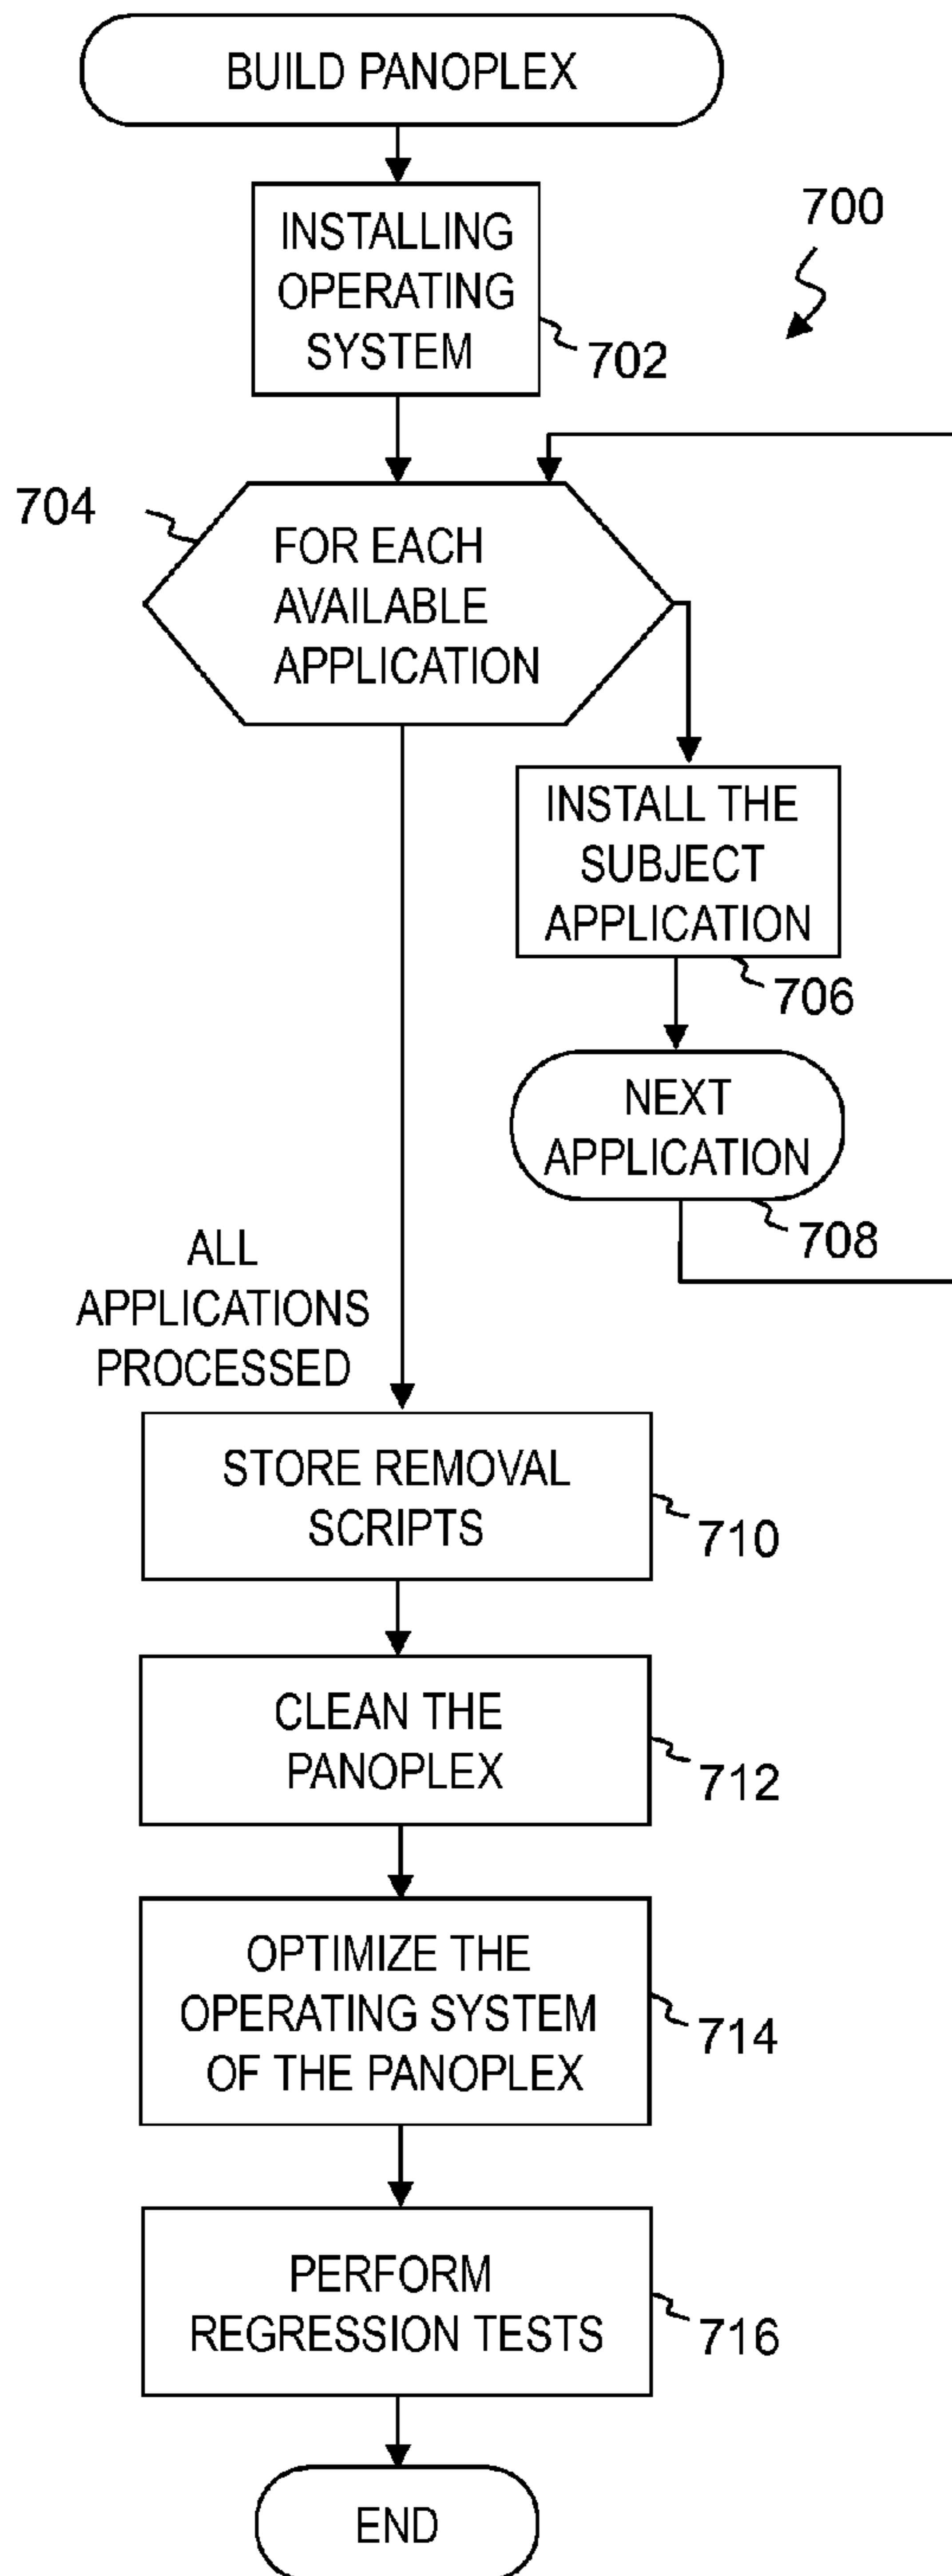 BUILD PANOPLEX
INSTALLING
OPERATING
SYSTEM
700
702
704
FOR EACH
AVAILABLE
APPLICATION
INSTALL THE
SUBJECT
APPLICATION
706
NEXT
APPLICATION
708
ALL
APPLICATIONS
PROCESSED
STORE REMOVAL
SCRIPTS
710
CLEAN THE
PANOPLEX
712
OPTIMIZE THE
OPERATING SYSTEM
OF THE PANOPLEX
714
PERFORM
REGRESSION TESTS
716
END